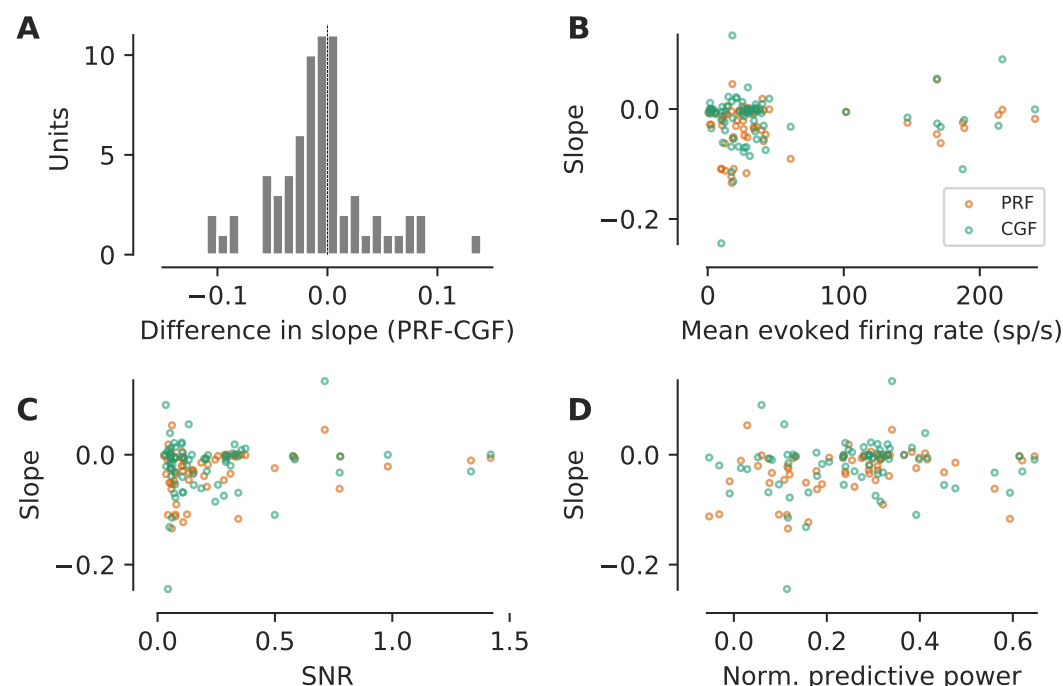 A
Units
10
5
0
−0.1
0.0
0.1
Difference in slope (PRF-CGF)
B
Slope
0.0
−0.2
PRF
CGF
0
100
200
Mean evoked firing rate (sp/s)
C
Slope
0.0
−0.2
0.0
0.5
1.0
1.5
SNR
D
Slope
0.0
−0.2
0.0
0.2
0.4
0.6
Norm. predictive power